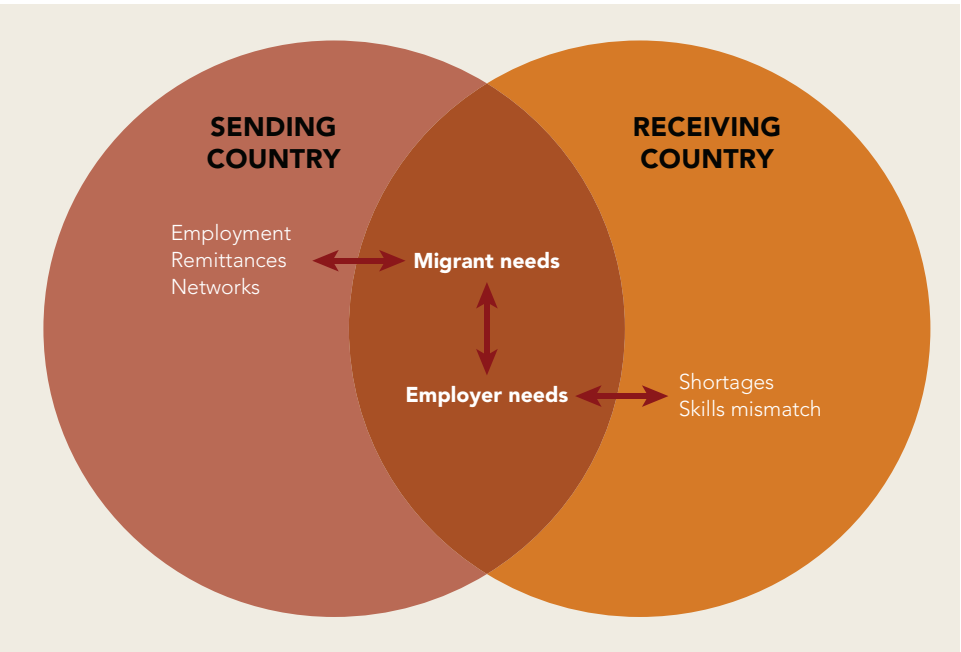 SENDING
COUNTRY
RECEIVING
COUNTRY
Employment
Remittances
Networks
Migrant needs
Employer needs
Shortages
Skills mismatch